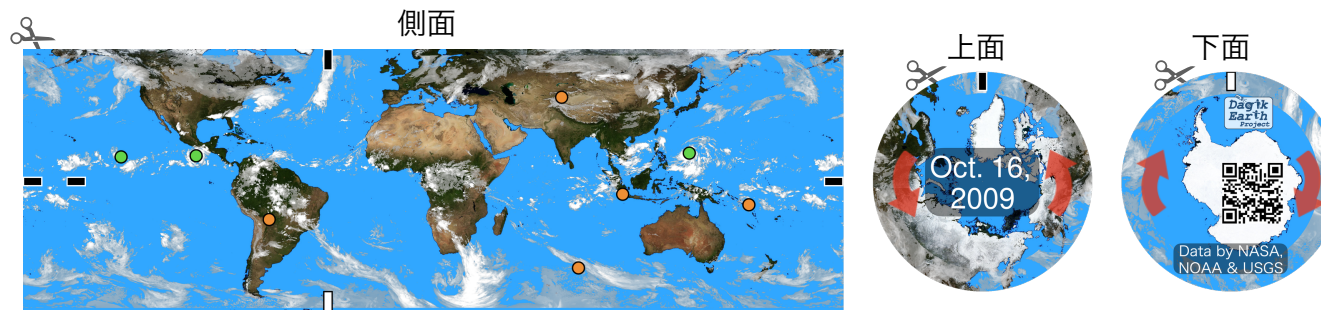 側面
上面
下面
Oct. 16,
2009
Dagik
Earth
Project
Data by NASA,
NOAA & USGS